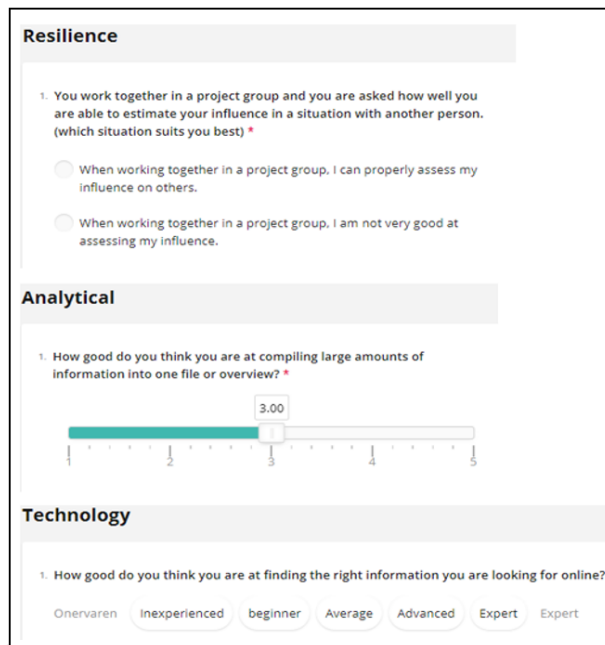 Resilience
1. You work together in a project group and you are asked how well you
are able to estimate your influence in a situation with another person.
(which situation suits you best) *
When working together in a project group, I can properly assess my
influence on others.
When working together in a project group, I am not very good at
assessing my influence.
Analytical
1. How good do you think you are at compiling large amounts of
information into one file or overview? *
3.00
1 2 3 4 5
Technology
1. How good do you think you are at finding the right information you are looking for online?
Onervaren Inexperienced beginner Average Advanced Expert Expert